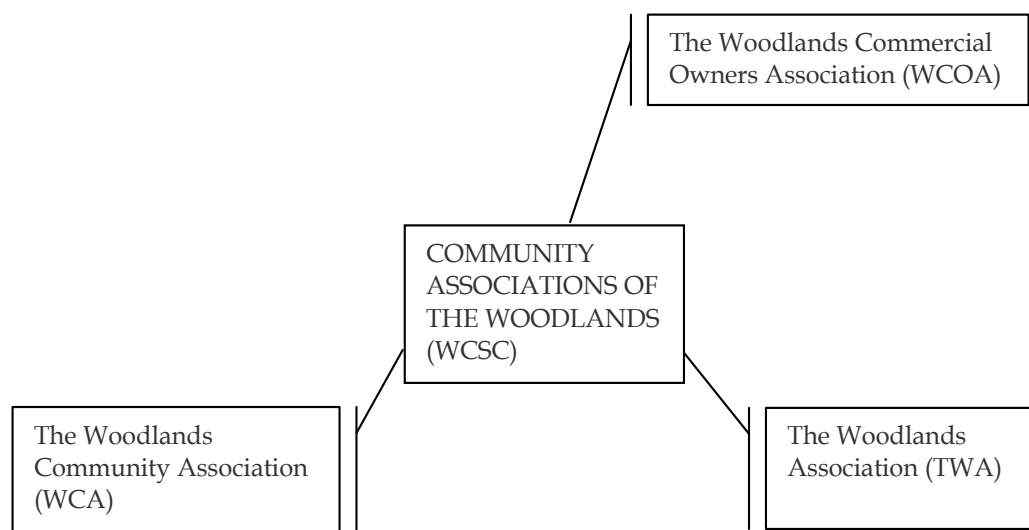 The Woodlands Commercial
Owners Association (WCOA)
COMMUNITY
ASSOCIATIONS OF
THE WOODLANDS
(WCSC)
The Woodlands
Community Association
(WCA)
The Woodlands
Association (TWA)